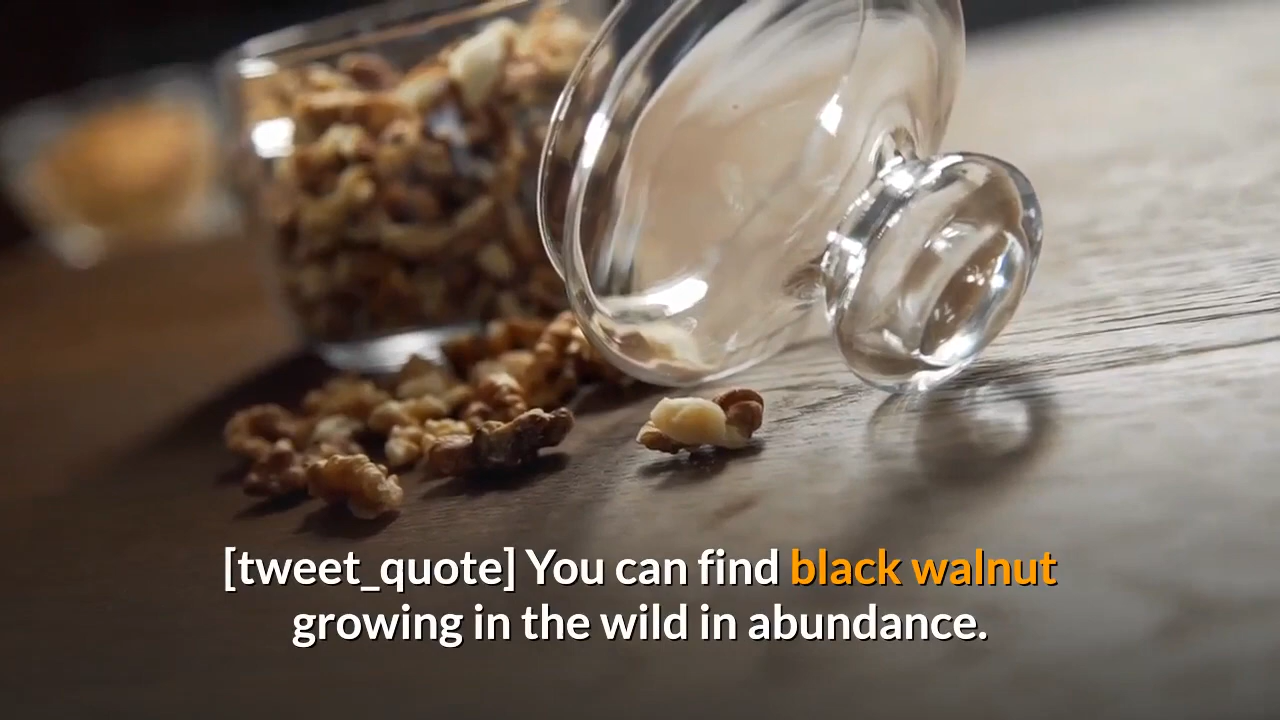 [tweet_quote] You can find black walnut
growing in the wild in abundance.